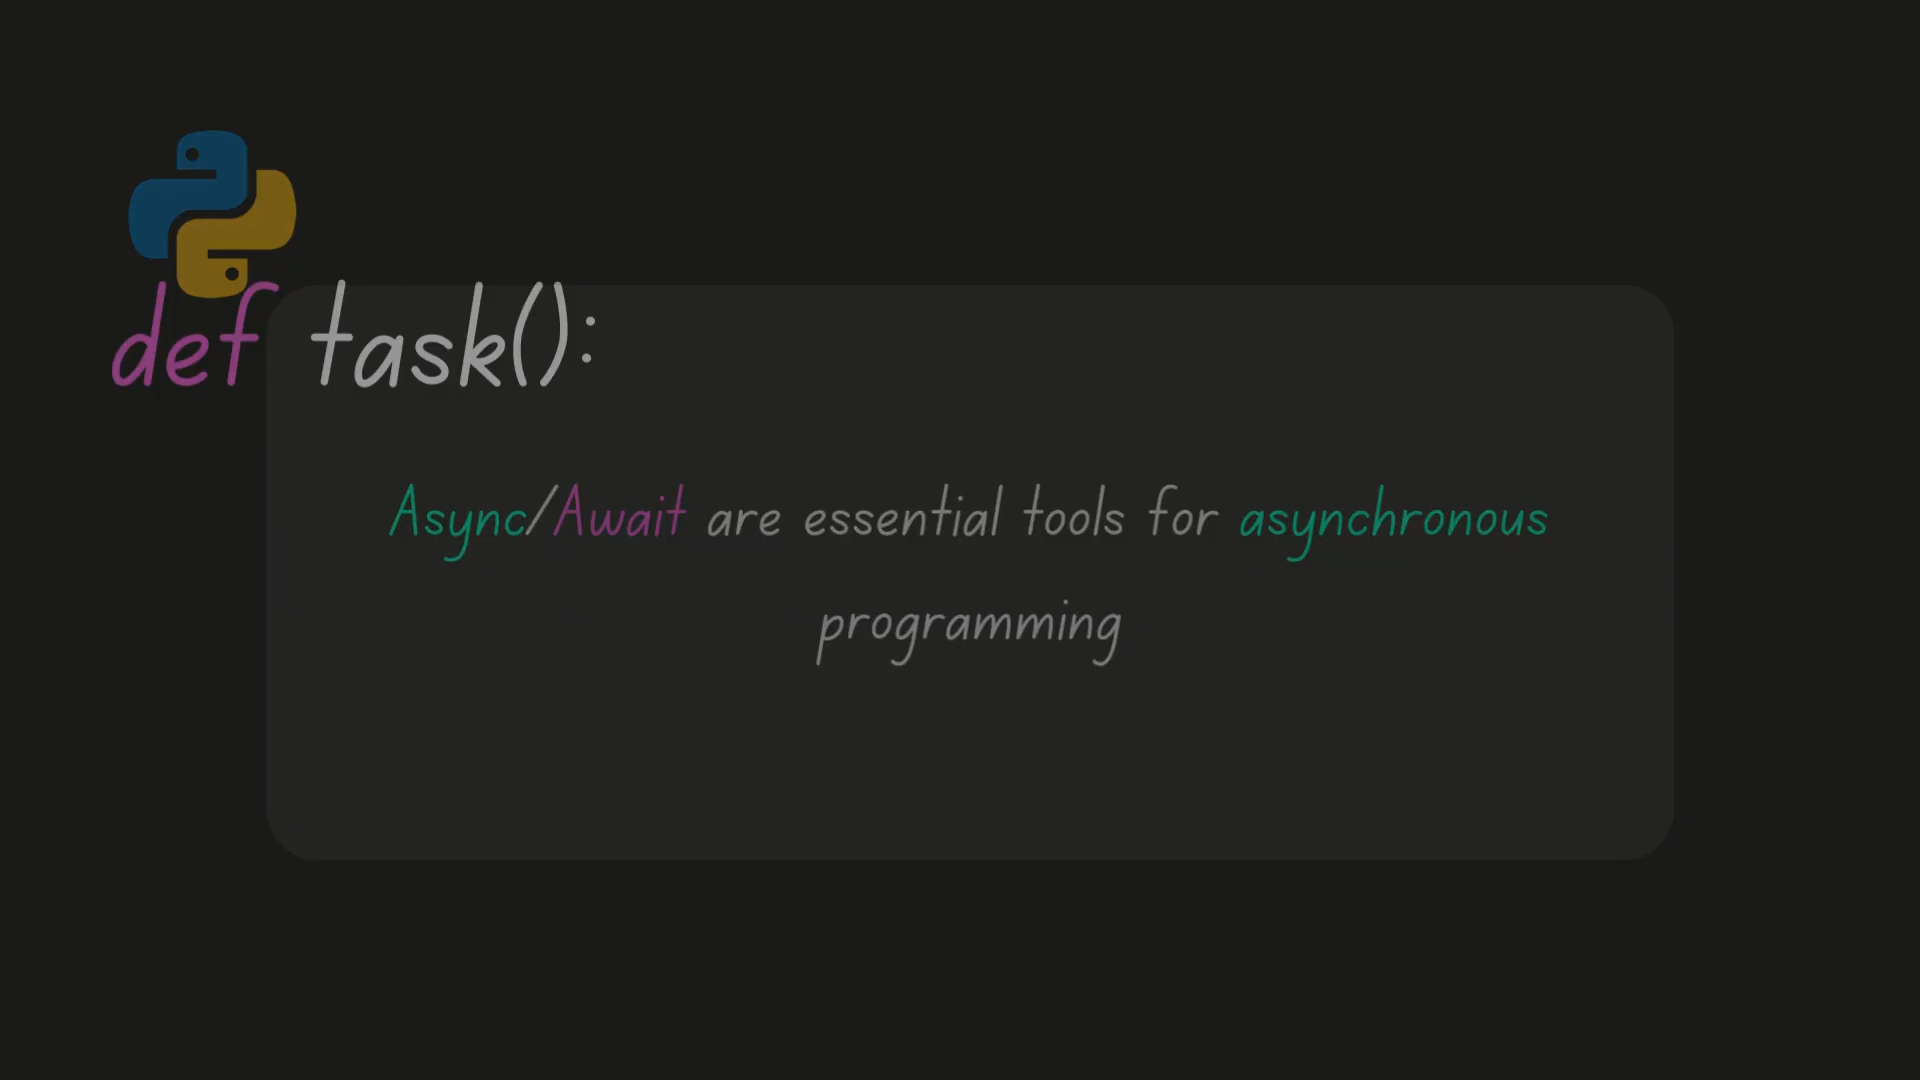 def task():
Async/Await are essential tools for asynchronous
programming